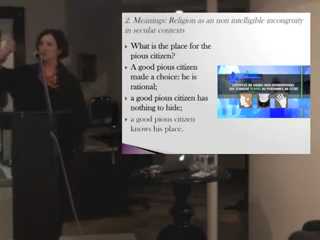 2. Meanings: Religion as an non intelligible incongruity
in secular contexts
What is the place for the
pious citizen?
A good pious citizen
made a choice: he is
rational;
a good pious citizen has
nothing to hide;
a good pious citizen
knows his place.